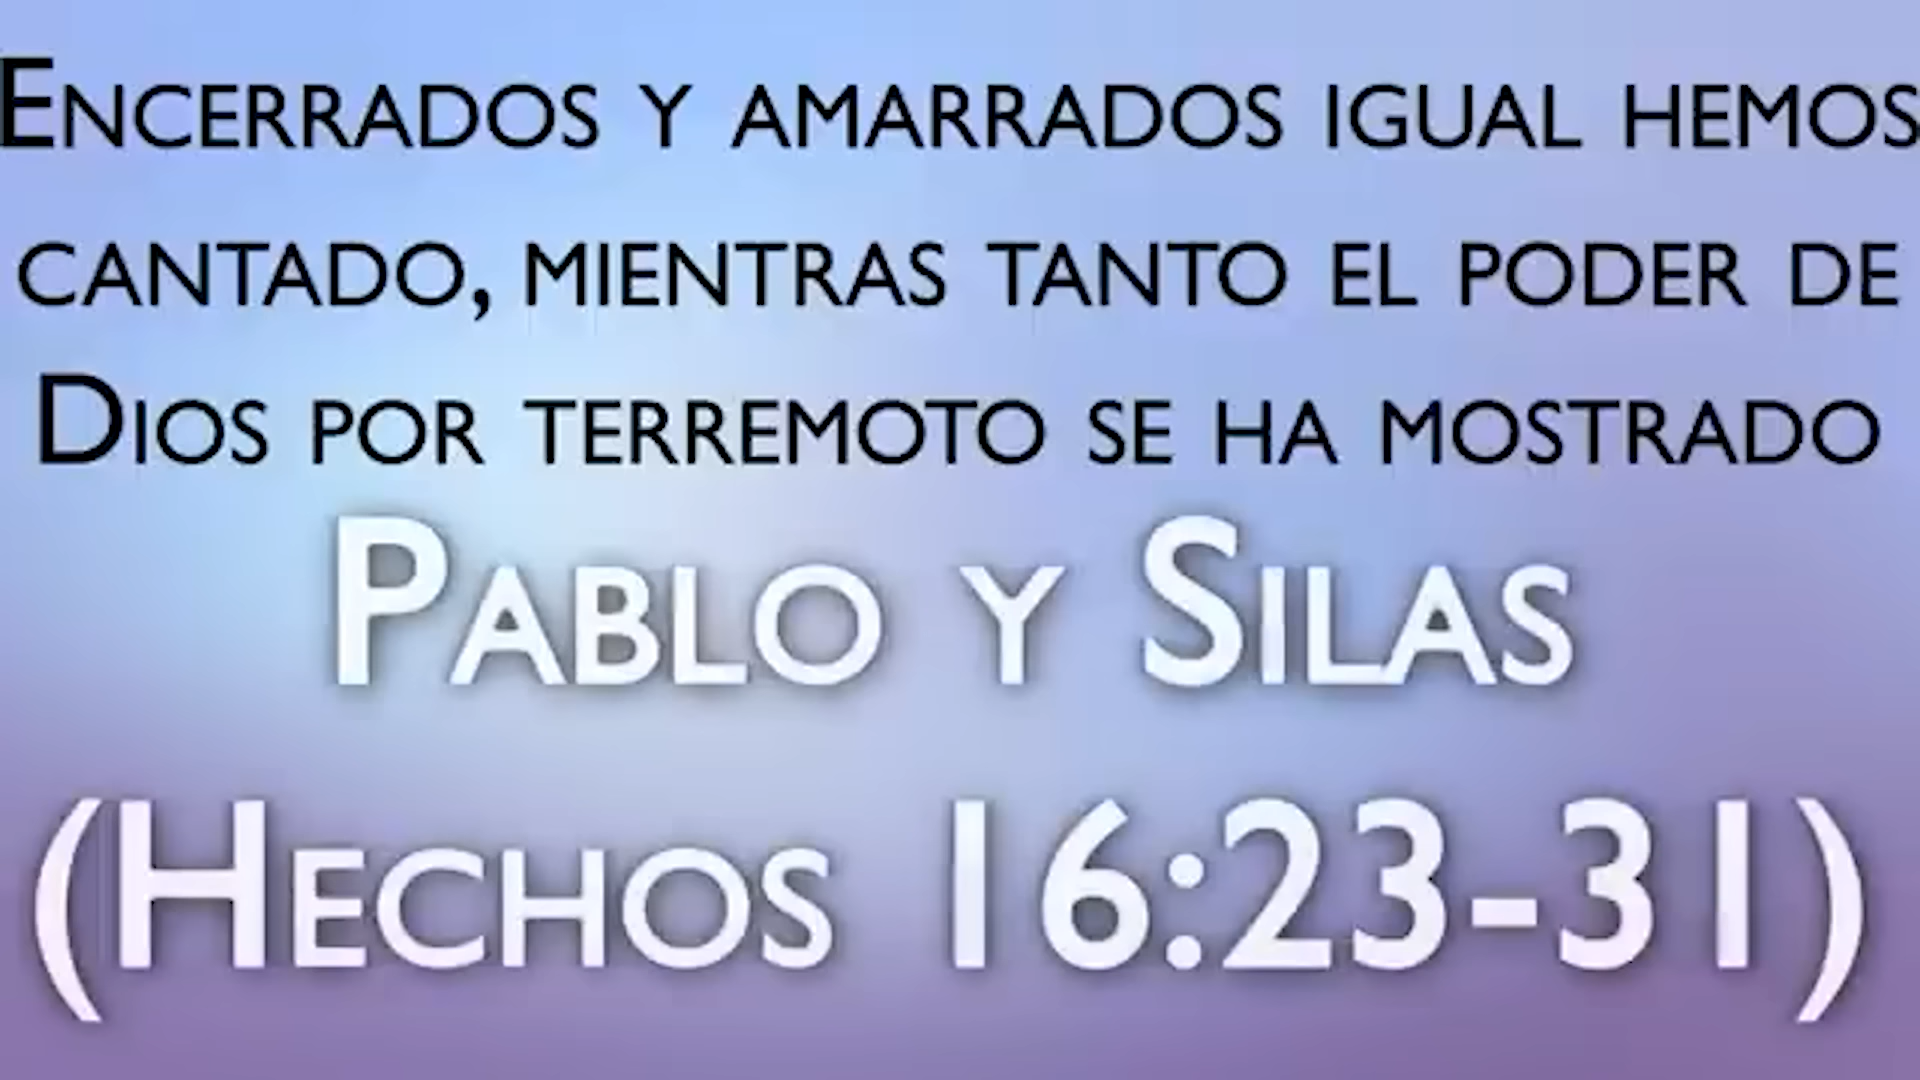 Encerrados y amarrados igual hemos
cantado, mientras tanto el poder de
Dios por terremoto se ha mostrado
Pablo y Silas
(Hechos 16:23-31)